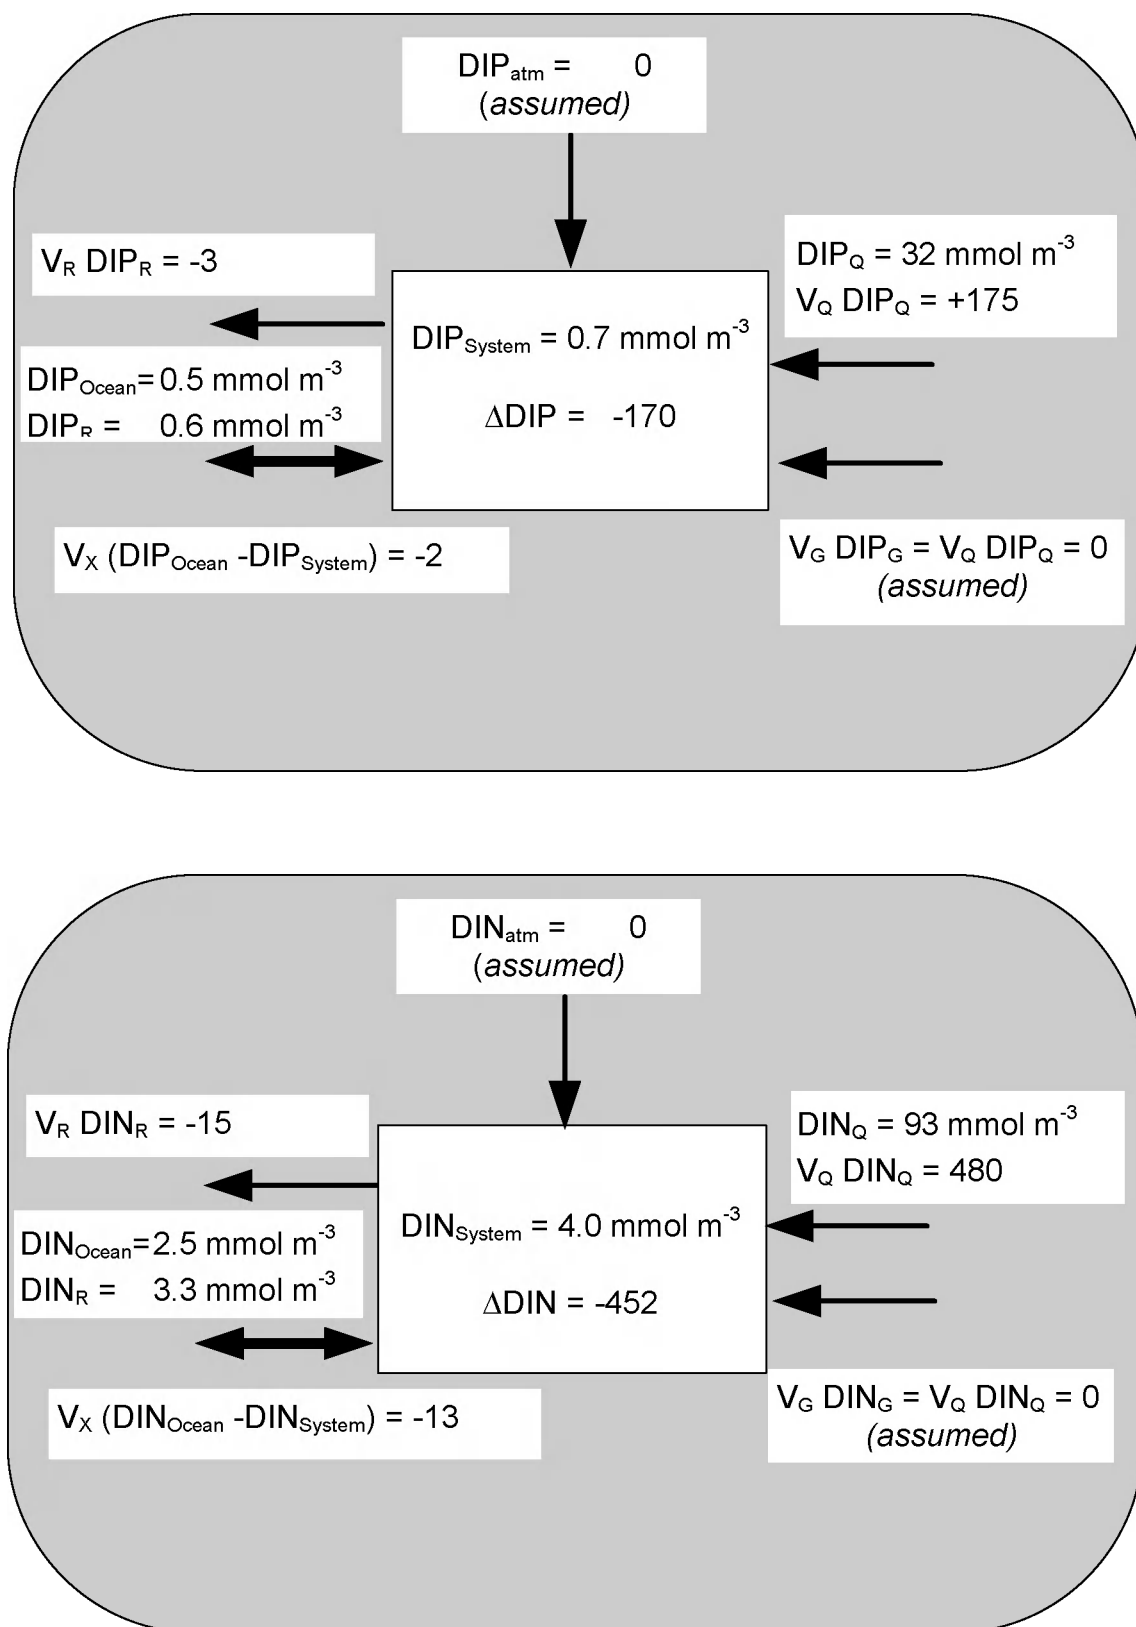 DIPatm = 0
(assumed)
VR DIPR = -3
DIPQ = 32 mmol m-3
VQ DIPQ = +175
DIPSystem = 0.7 mmol m-3
ΔDIP = -170
DIPOcean= 0.5 mmol m-3
DIPR = 0.6 mmol m-3
VX (DIPOcean -DIPSystem) = -2
VG DIPG = VQ DIPQ = 0
(assumed)
DINatm = 0
(assumed)
VR DINR = -15
DINQ = 93 mmol m-3
VQ DINQ = 480
DINSystem = 4.0 mmol m-3
ΔDIN = -452
DINOcean=2.5 mmol m-3
DINR = 3.3 mmol m-3
VX (DINOcean -DINSystem) = -13
VG DING = VQ DINQ = 0
(assumed)